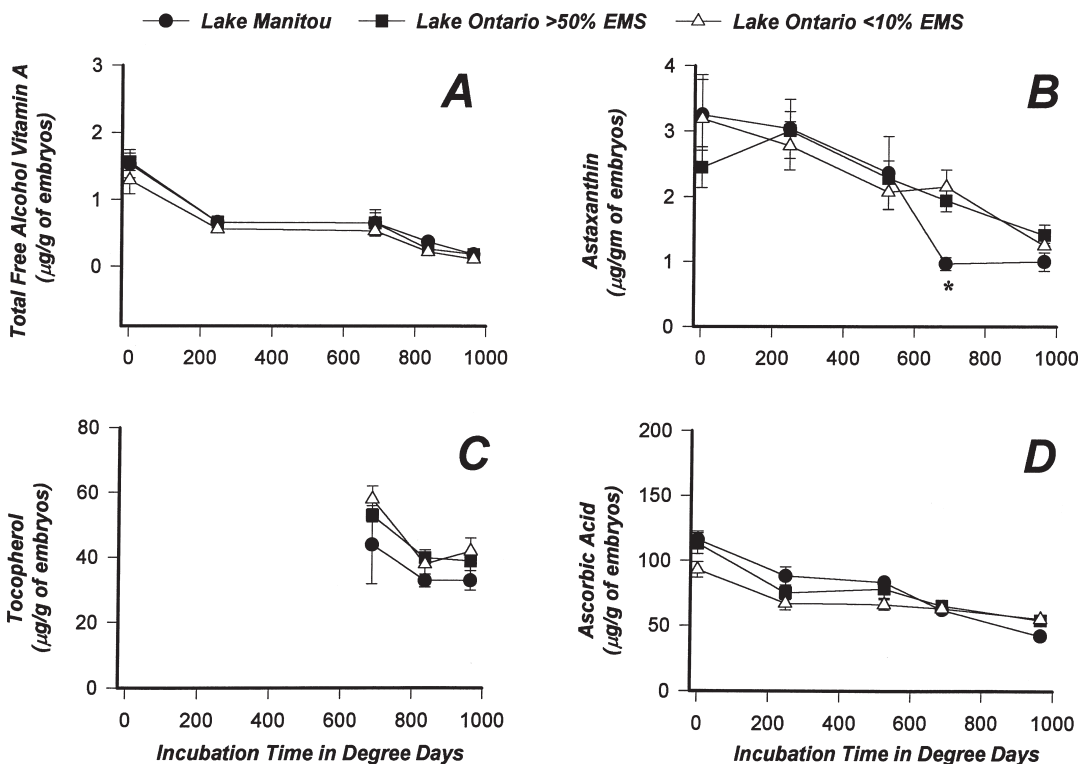 Lake Manitou Lake Ontario >50% EMS Lake Ontario <10% EMS
A
Total Free Alcohol Vitamin A
(µg/g of embryos)
3
2
1
0
0 200 400 600 800 1000
B
Astaxanthin
(µg/gm of embryos)
4
3
2
1
0
*
0 200 400 600 800 1000
C
Tocopherol
(µg/g of embryos)
80
60
40
20
0
0 200 400 600 800 1000
Incubation Time in Degree Days
D
Ascorbic Acid
(µg/g of embryos)
200
150
100
50
0
0 200 400 600 800 1000
Incubation Time in Degree Days